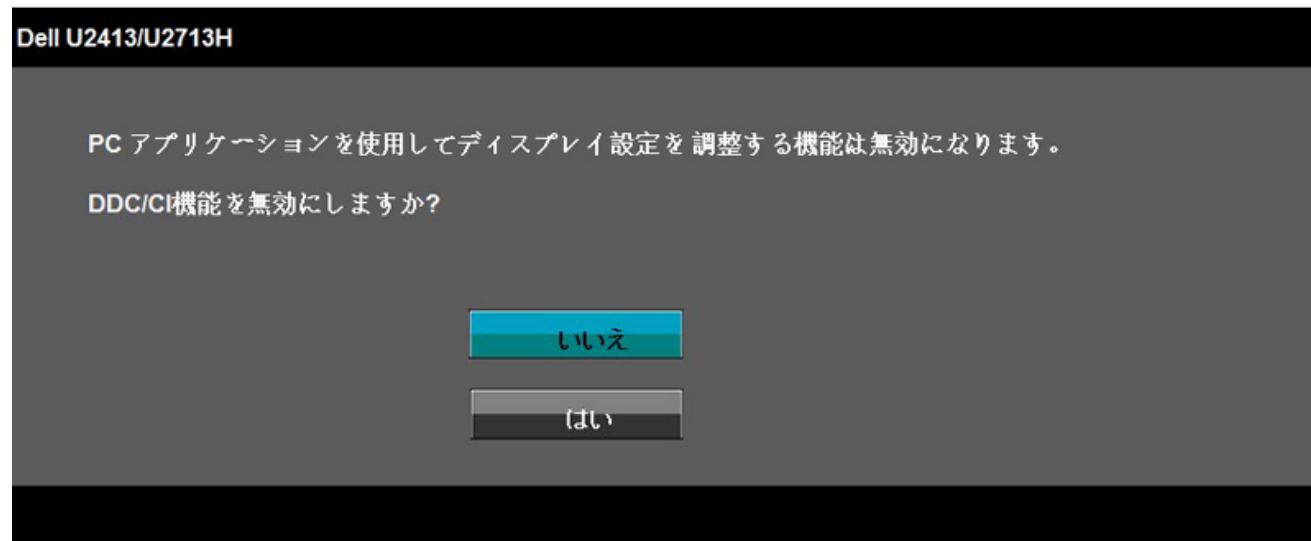 Dell U2413/U2713H
PC アプリケーションを使用してディスプレイ設定を調整する機能は無効になります。
DDC/CI機能を無効にしますか?
いいえ
はい